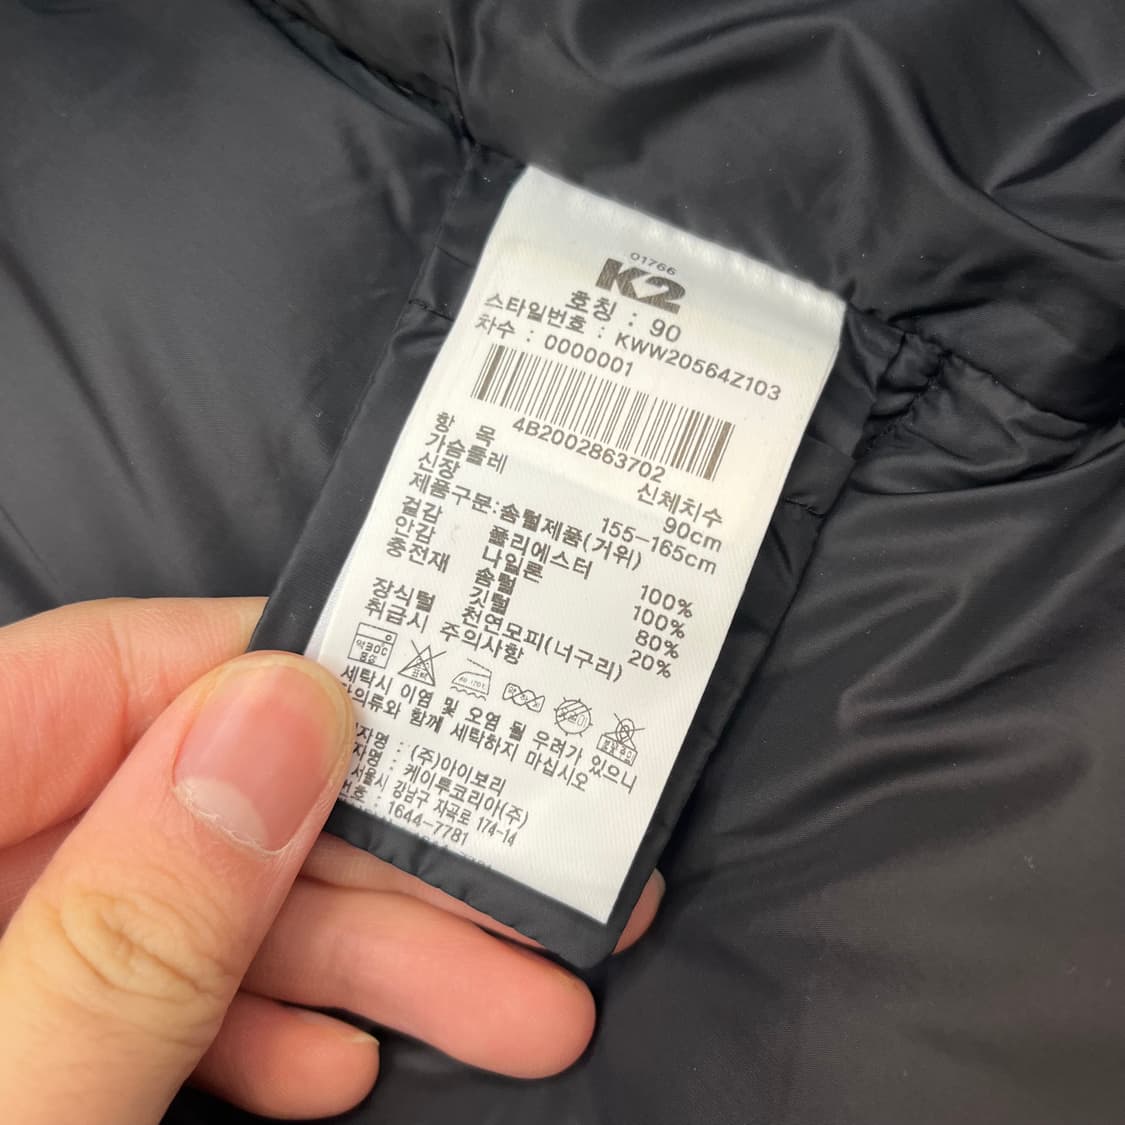 01766
K2
호칭 : 90
스타일번호 : KWW20564Z103
차수 : 0000001
4B2002863702
항 목 신체치수
가슴둘레 90cm
신장 155-165cm
제품구분:솜털제품(거위)
겉감 폴리에스터 100%
안감 나일론 100%
충전재 솜털 80%
깃털 20%
장식털 천연모피(너구리)
취급시 주의사항
세탁시 이염 및 오염 될 우려가 있으니
의류와 함께 세탁하지 마십시오
자명 : (주)아이보리
자명 : 케이투코리아(주)
서울시 강남구 자곡로 174-14
번호 : 1644-7781